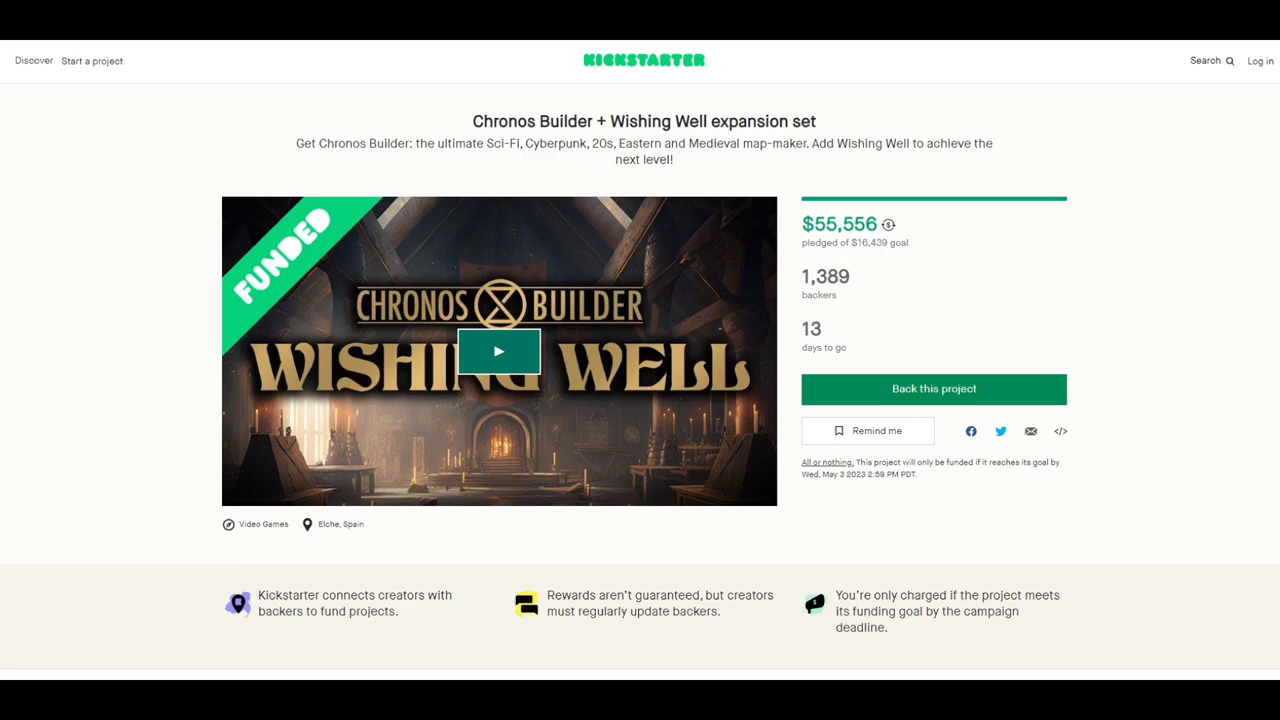 Discover Start a project
KICKSTARTER
Search
Log in
Chronos Builder + Wishing Well expansion set
Get Chronos Builder: the ultimate Sci-Fi, Cyberpunk, 20s, Eastern and Medieval map-maker. Add Wishing Well to achieve the
next level!
FUNDED
CHRONOS BUILDER
WISHING WELL
$55,556
pledged of $16,439 goal
1,389
backers
13
days to go
Back this project
Remind me
All or nothing. This project will only be funded if it reaches its goal by
Wed, May 3 2023 2:59 PM PDT.
Video Games
Elche, Spain
Kickstarter connects creators with
backers to fund projects.
Rewards aren't guaranteed, but creators
must regularly update backers.
You're only charged if the project meets
its funding goal by the campaign
deadline.